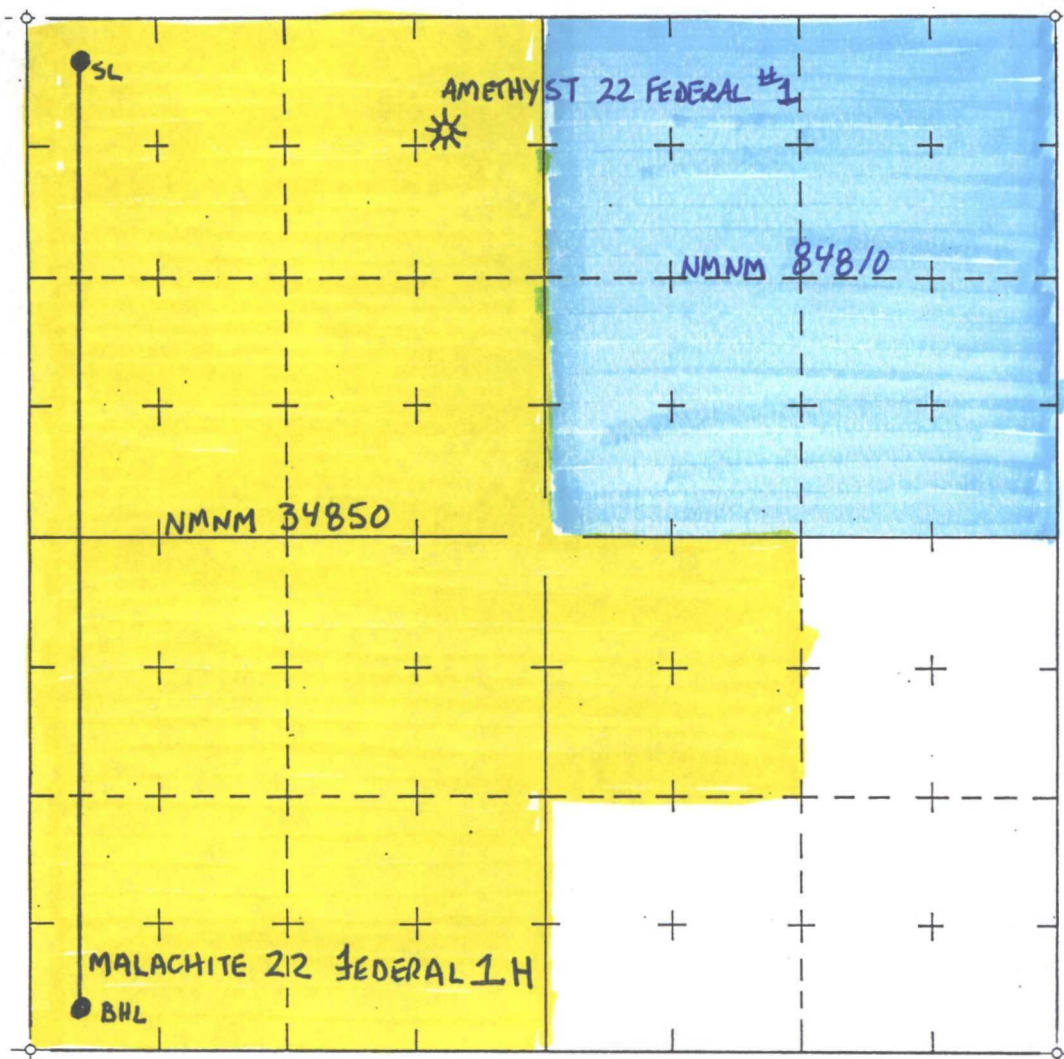 SL
AMETHYST 22 FEDERAL #1
NMNM 84810
NMNM 34850
MALACHITE 22 FEDERAL 1H
BHL